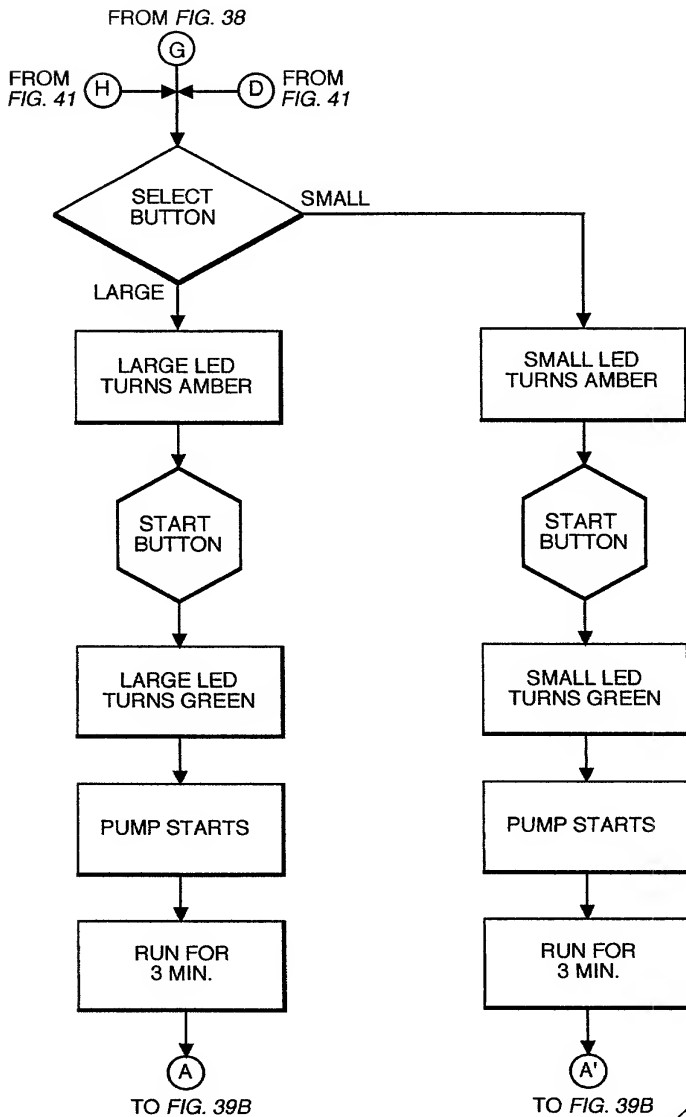 FROM FIG. 38
G
FROM
FIG. 41
H
D
FROM
FIG. 41
SELECT
BUTTON
SMALL
LARGE
LARGE LED
TURNS AMBER
SMALL LED
TURNS AMBER
START
BUTTON
START
BUTTON
LARGE LED
TURNS GREEN
SMALL LED
TURNS GREEN
PUMP STARTS
PUMP STARTS
RUN FOR
3 MIN.
RUN FOR
3 MIN.
A
A'
TO FIG. 39B
TO FIG. 39B